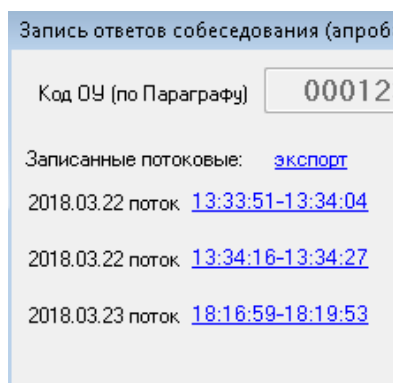 Запись ответов собеседования (апроб
Код ОУ (по Параграфу) 00012
Записанные потоковые: экспорт
2018.03.22 поток 13:33:51-13:34:04
2018.03.22 поток 13:34:16-13:34:27
2018.03.23 поток 18:16:59-18:19:53